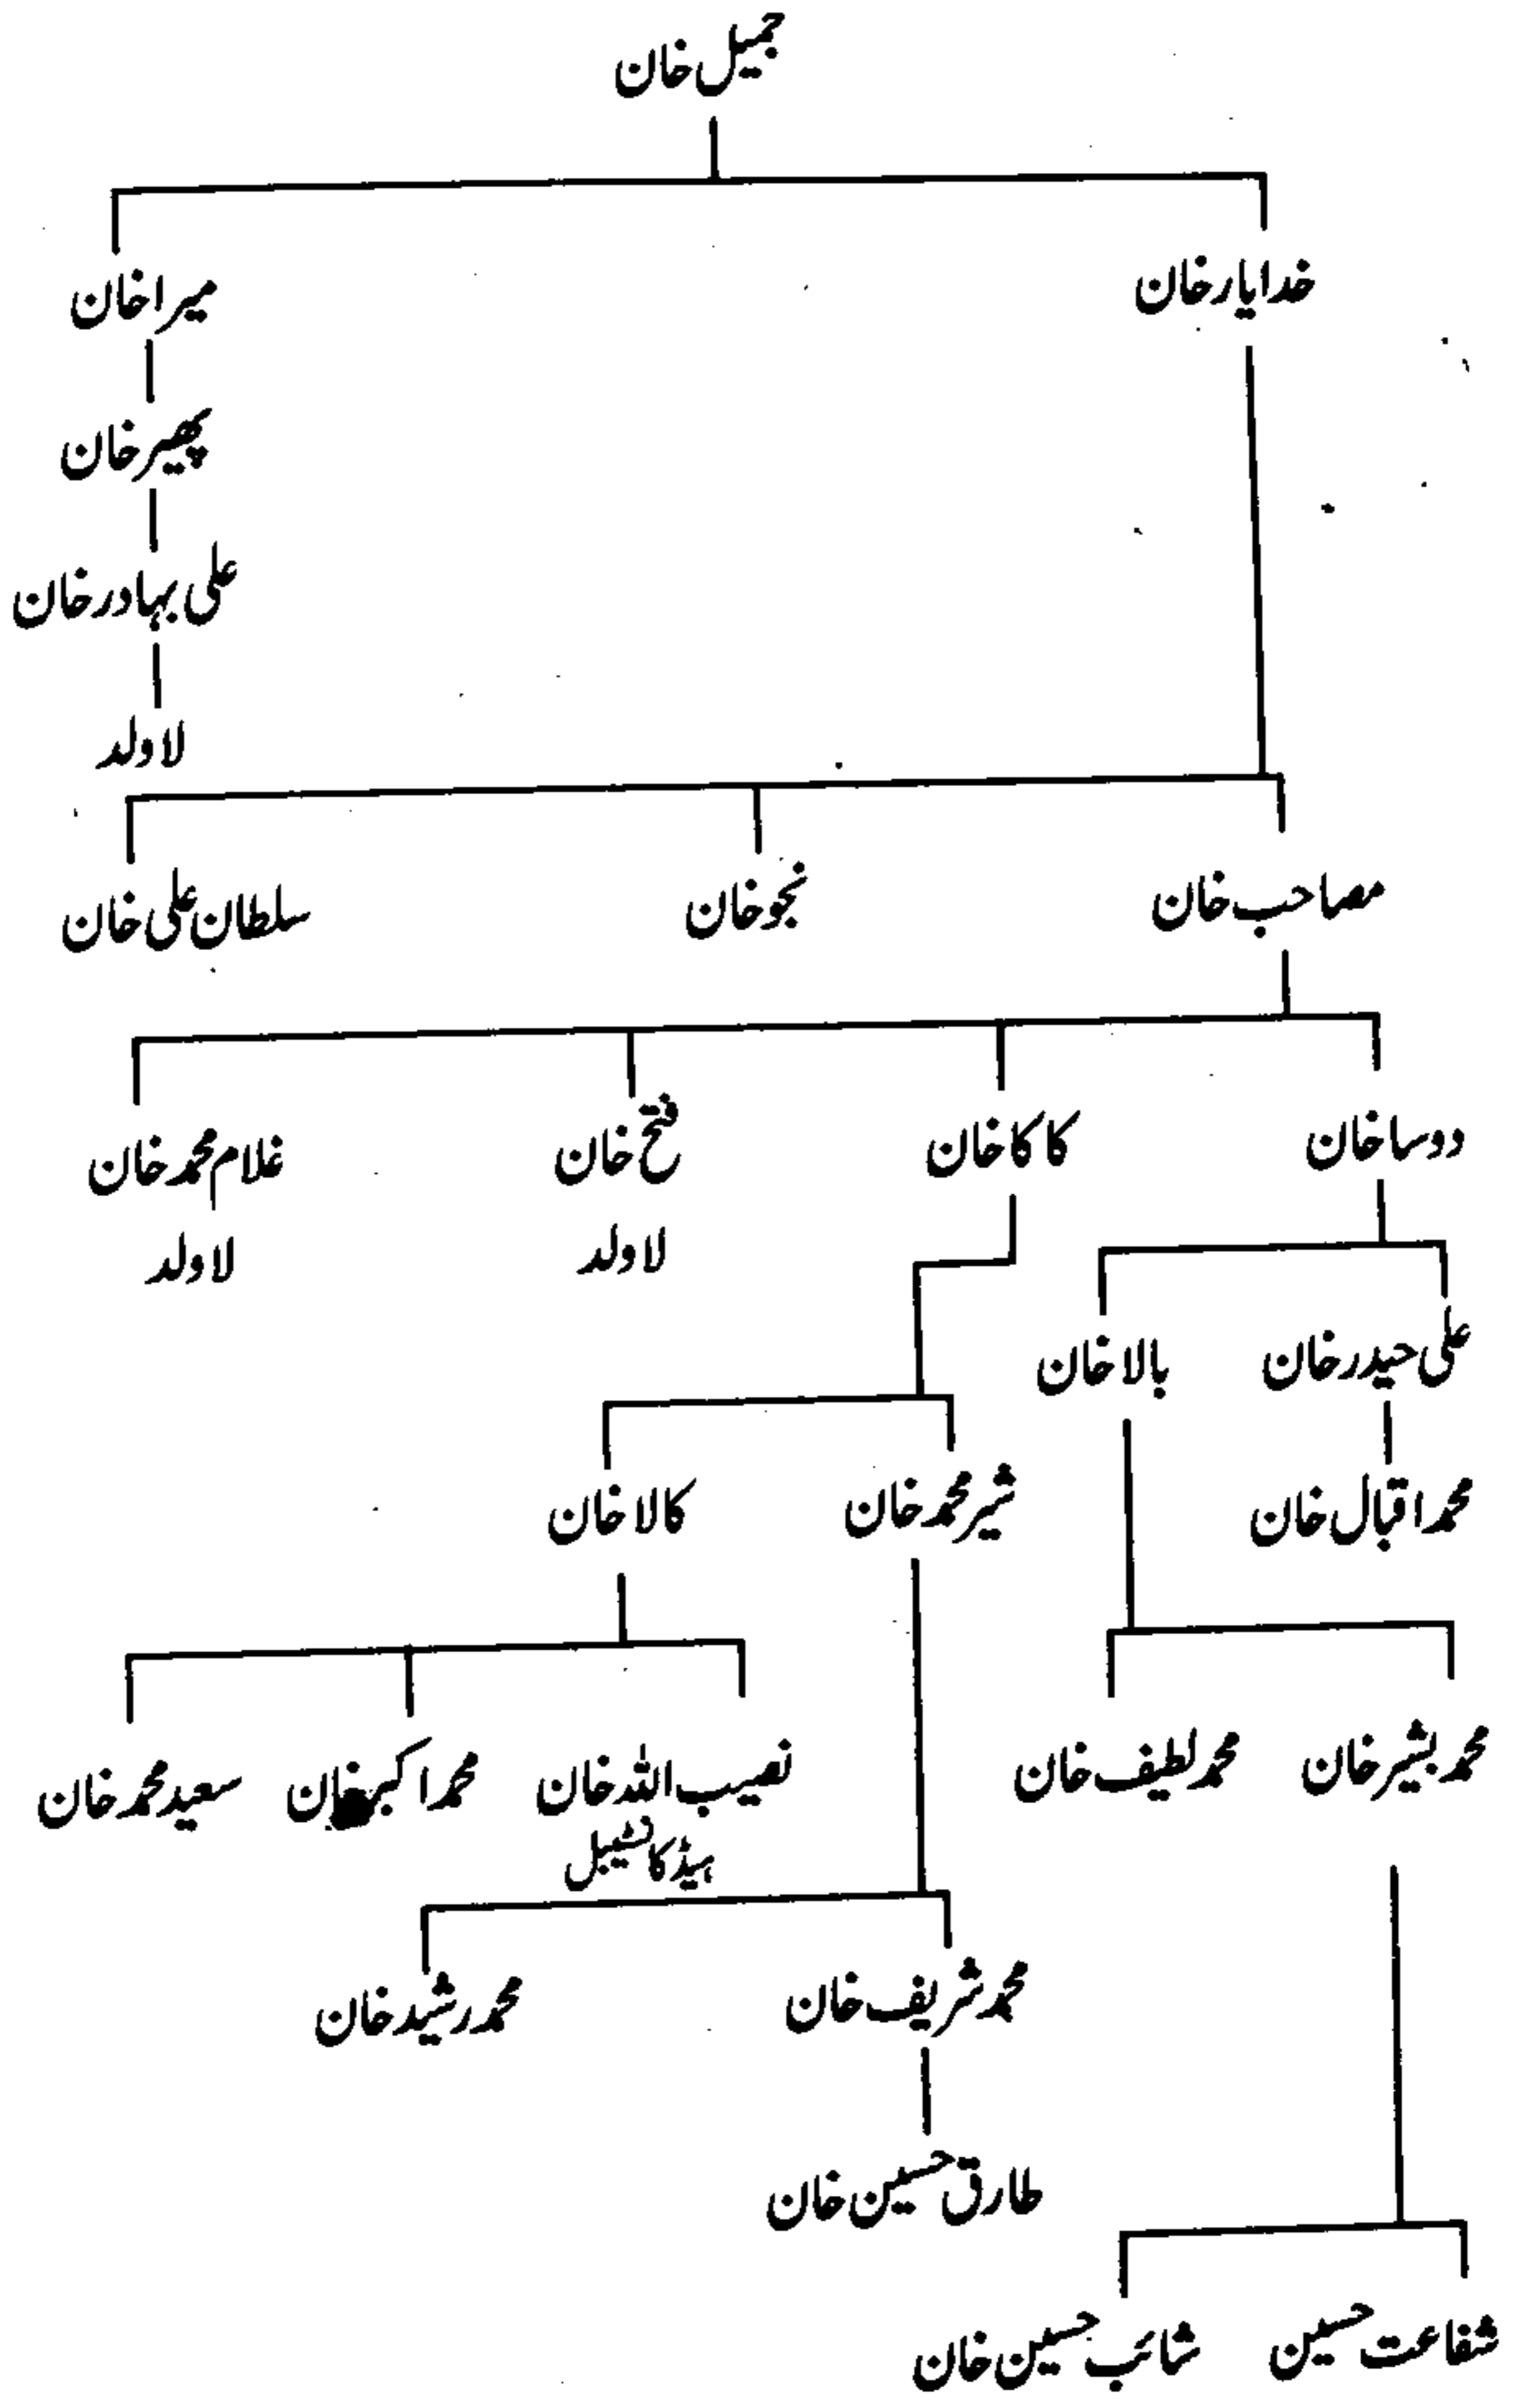 جمیل خان
خدایار خان
میرا خان
پھیر خان
علی بہادر خان
لاولد
مصاحب خان
نجو خان
سلطان علی خان
دوسا خان
کاکا خان
فتح خان
غلام محمد خان
لاولد
لاولد
علی حیدر خان
بالا خان
محمد اقبال خان
شیر محمد خان
کالا خان
محمد بشیر خان
محمد لطیف خان
نصیب اللہ خان
محمد اکبر خان
سعید محمد خان
ہیڈ کانشیبل
محمد شریف خان
محمد رشید خان
طارق حسین خان
شفاعت حسین
شائب حسین خان